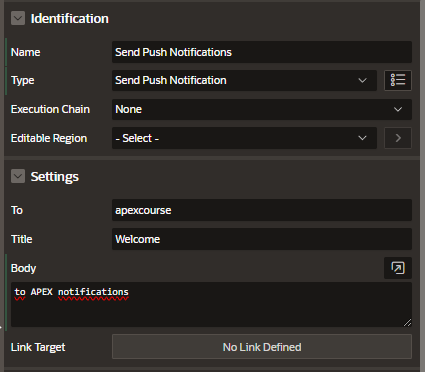 Identification
Name Send Push Notifications
Type Send Push Notification
Execution Chain None
Editable Region - Select -
Settings
To apexcourse
Title Welcome
Body
to APEX notifications
Link Target No Link Defined